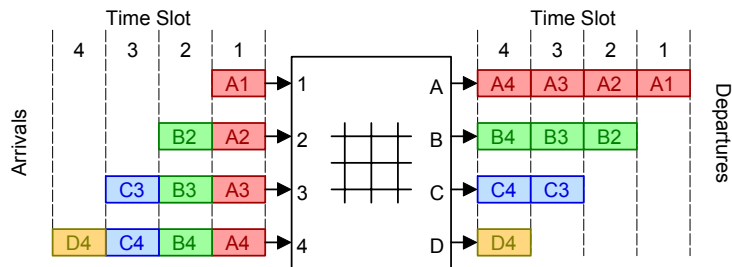 Time Slot Time Slot
4 3 2 1 4 3 2 1
A1 1 A A4 A3 A2 A1
B2 A2 2 B B4 B3 B2
C3 B3 A3 3 C C4 C3
D4 C4 B4 A4 4 D D4
Arrivals
Departures